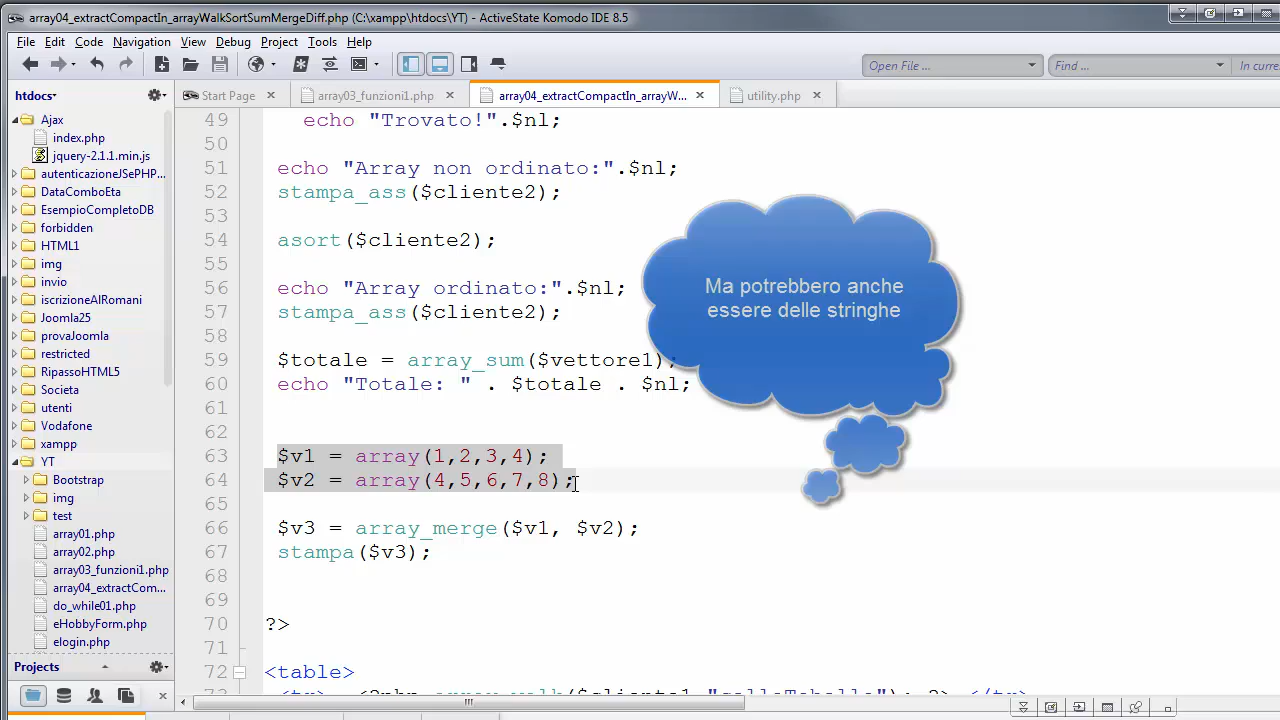 array04_extractCompactIn_arrayWalkSortSumMergeDiff.php (C:\xampp\htdocs\YT) - ActiveState Komodo IDE 8.5
File Edit Code Navigation View Debug Project Tools Help
Open File ...
Find ...
In curre
htdocs
Start Page
array03_funzioni1.php
array04_extractCompactIn_arrayW...
utility.php
Ajax
index.php
jquery-2.1.1.min.js
autenticazioneJSePHP...
DataComboEta
EsempioCompletoDB
forbidden
HTML1
img
invio
iscrizioneAlRomani
Joomla25
provaJoomla
restricted
RipassoHTML5
Societa
utenti
Vodafone
xampp
YT
Bootstrap
img
test
array01.php
array02.php
array03_funzioni1.php
array04_extractCom...
do_while01.php
eHobbyForm.php
elogin.php
Projects
49 echo "Trovato!".$nl;
50
51 echo "Array non ordinato:".$nl;
52 stampa_ass($cliente2);
53
54 asort($cliente2);
55
56 echo "Array ordinato:".$nl;
57 stampa_ass($cliente2);
58
59 $totale = array_sum($vettore1);
60 echo "Totale: " . $totale . $nl;
61
62
63 $v1 = array(1,2,3,4);
64 $v2 = array(4,5,6,7,8);
65
66 $v3 = array_merge($v1, $v2);
67 stampa($v3);
68
69
70 ?>
71
72 <table>
Ma potrebbero anche
essere delle stringhe